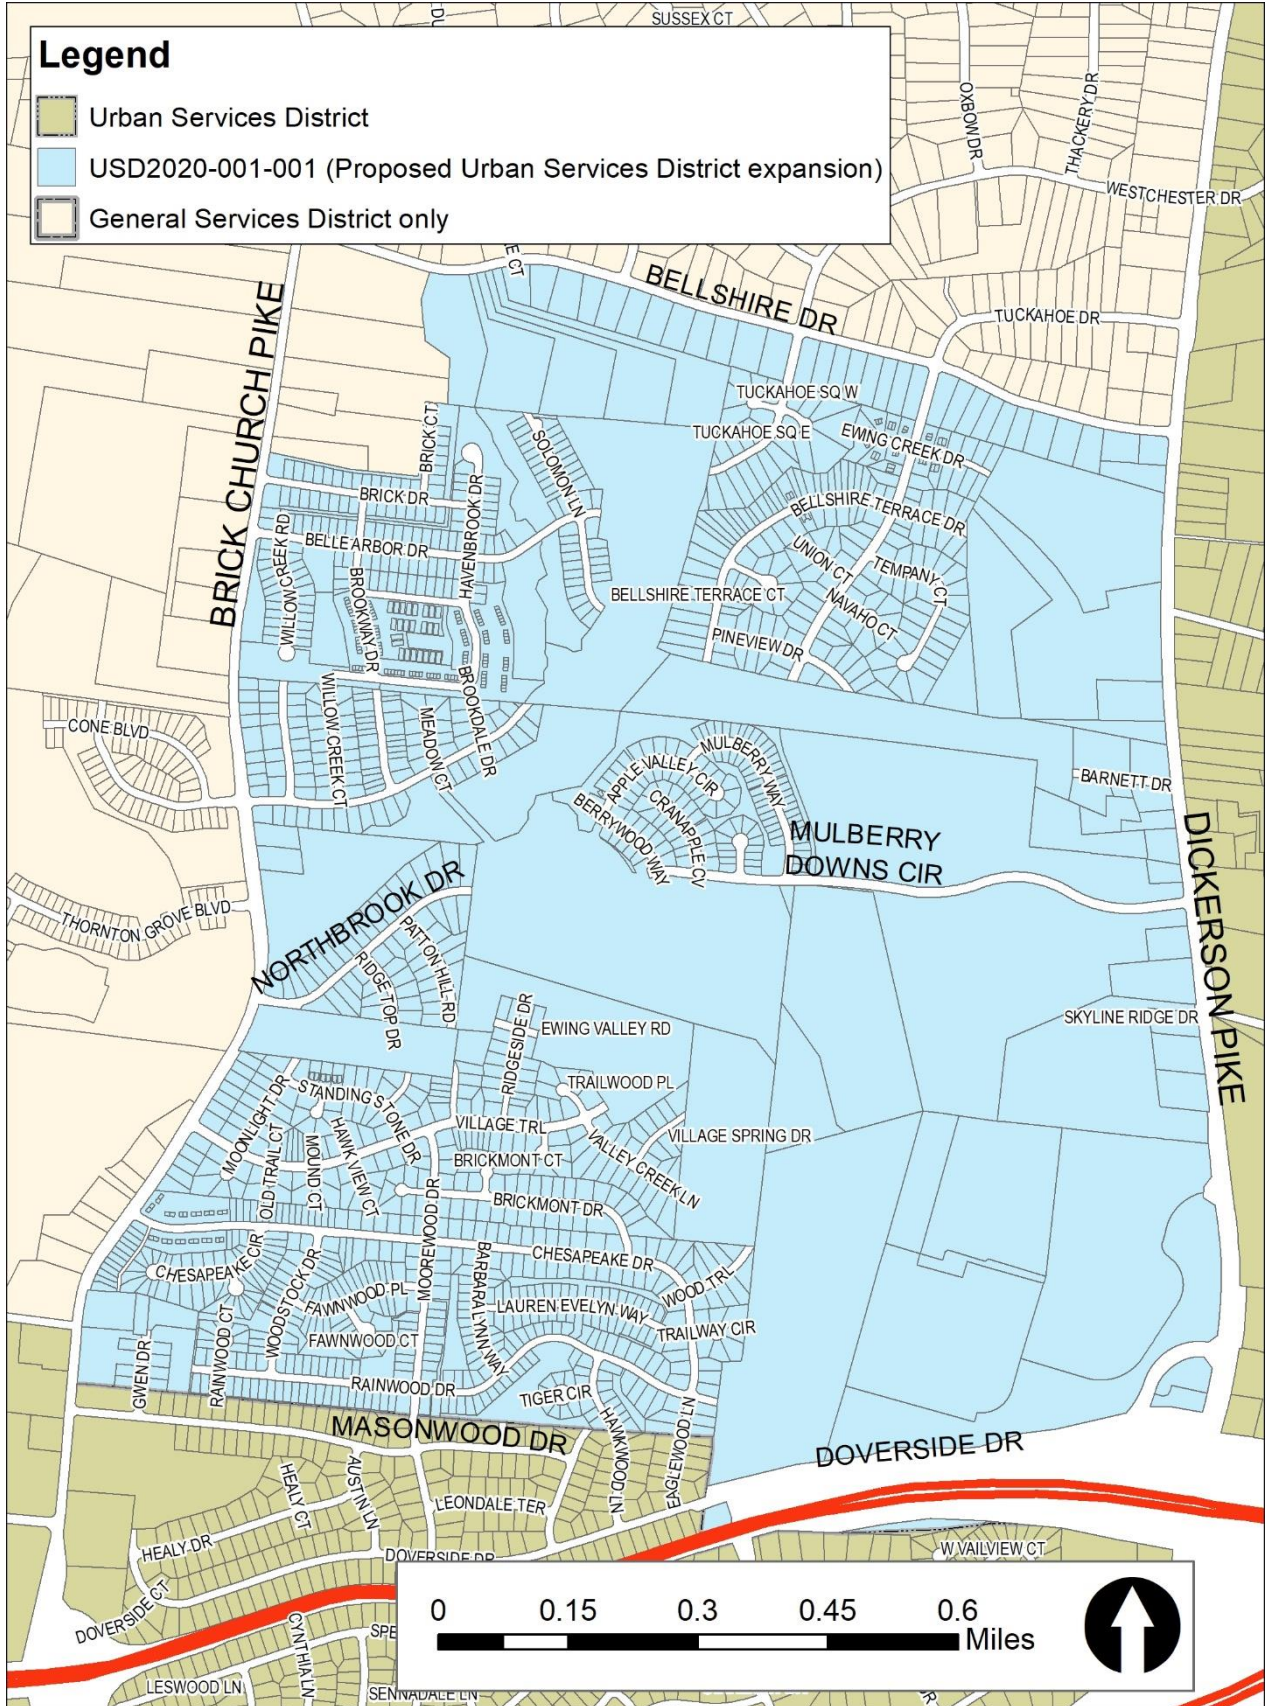 SUSSEX CT
Legend
Urban Services District
USD2020-001-001 (Proposed Urban Services District expansion)
General Services District only
OXBOW DR
THACKERY DR
WESTCHESTER DR
E CT
BELLSHIRE DR
TUCKAHOE DR
BRICK CHURCH PIKE
TUCKAHOE SQ W
TUCKAHOE SQ E
EWING CREEK DR
BRICK CT
SOLOMON LN
BRICK DR
HAVENBROOK DR
BELLSHIRE TERRACE DR
WILLOW CREEK RD
BELLE ARBOR DR
BROOKWAY DR
UNION CT
TEMPANY CT
BELLSHIRE TERRACE CT
NAVAHO CT
PINEVIEW DR
BROOKDALE DR
WILLOW CREEK CT
MEADOW CT
CONE BLVD
MULBERRY WAY
APPLE VALLEY CIR
CRANAPPLE CV
BERRYWOOD WAY
BARNETT DR
MULBERRY
DOWNS CIR
DICKERSON PIKE
THORNTON GROVE BLVD
NORTHBROOK DR
PATTON HILL RD
RIDGE TOP DR
RIDGESIDE DR
EWING VALLEY RD
SKYLINE RIDGE DR
MOONLIGHT DR
STANDING STONE DR
TRAILWOOD PL
VILLAGE TRL
VILLAGE SPRING DR
OLD TRAIL CT
MOUND CT
HAWK VIEW CT
BRICKMONT CT
VALLEY CREEK LN
BRICKMONT DR
MOOREWOOD DR
CHESAPEAKE DR
CHESAPEAKE CIR
BARBARA LYNN WAY
WOOD TRL
WOODSTOCK DR
FAWNWOOD PL
LAUREN EVELYN WAY
RAINWOOD CT
FAWNWOOD CT
TRAILWAY CIR
GWEN DR
RAINWOOD DR
TIGER CIR
HAWKWOOD LN
EAGLEWOOD LN
MASONWOOD DR
DOVERSIDE DR
HEALY CT
AUSTIN LN
LEONDALE TER
HEALY DR
DOVERSIDE DR
W VAILVIEW CT
DOVERSIDE CT
CYNTHIA LN
SPE
LESWOOD LN
SENNADALE LN
DR
0 0.15 0.3 0.45 0.6
Miles